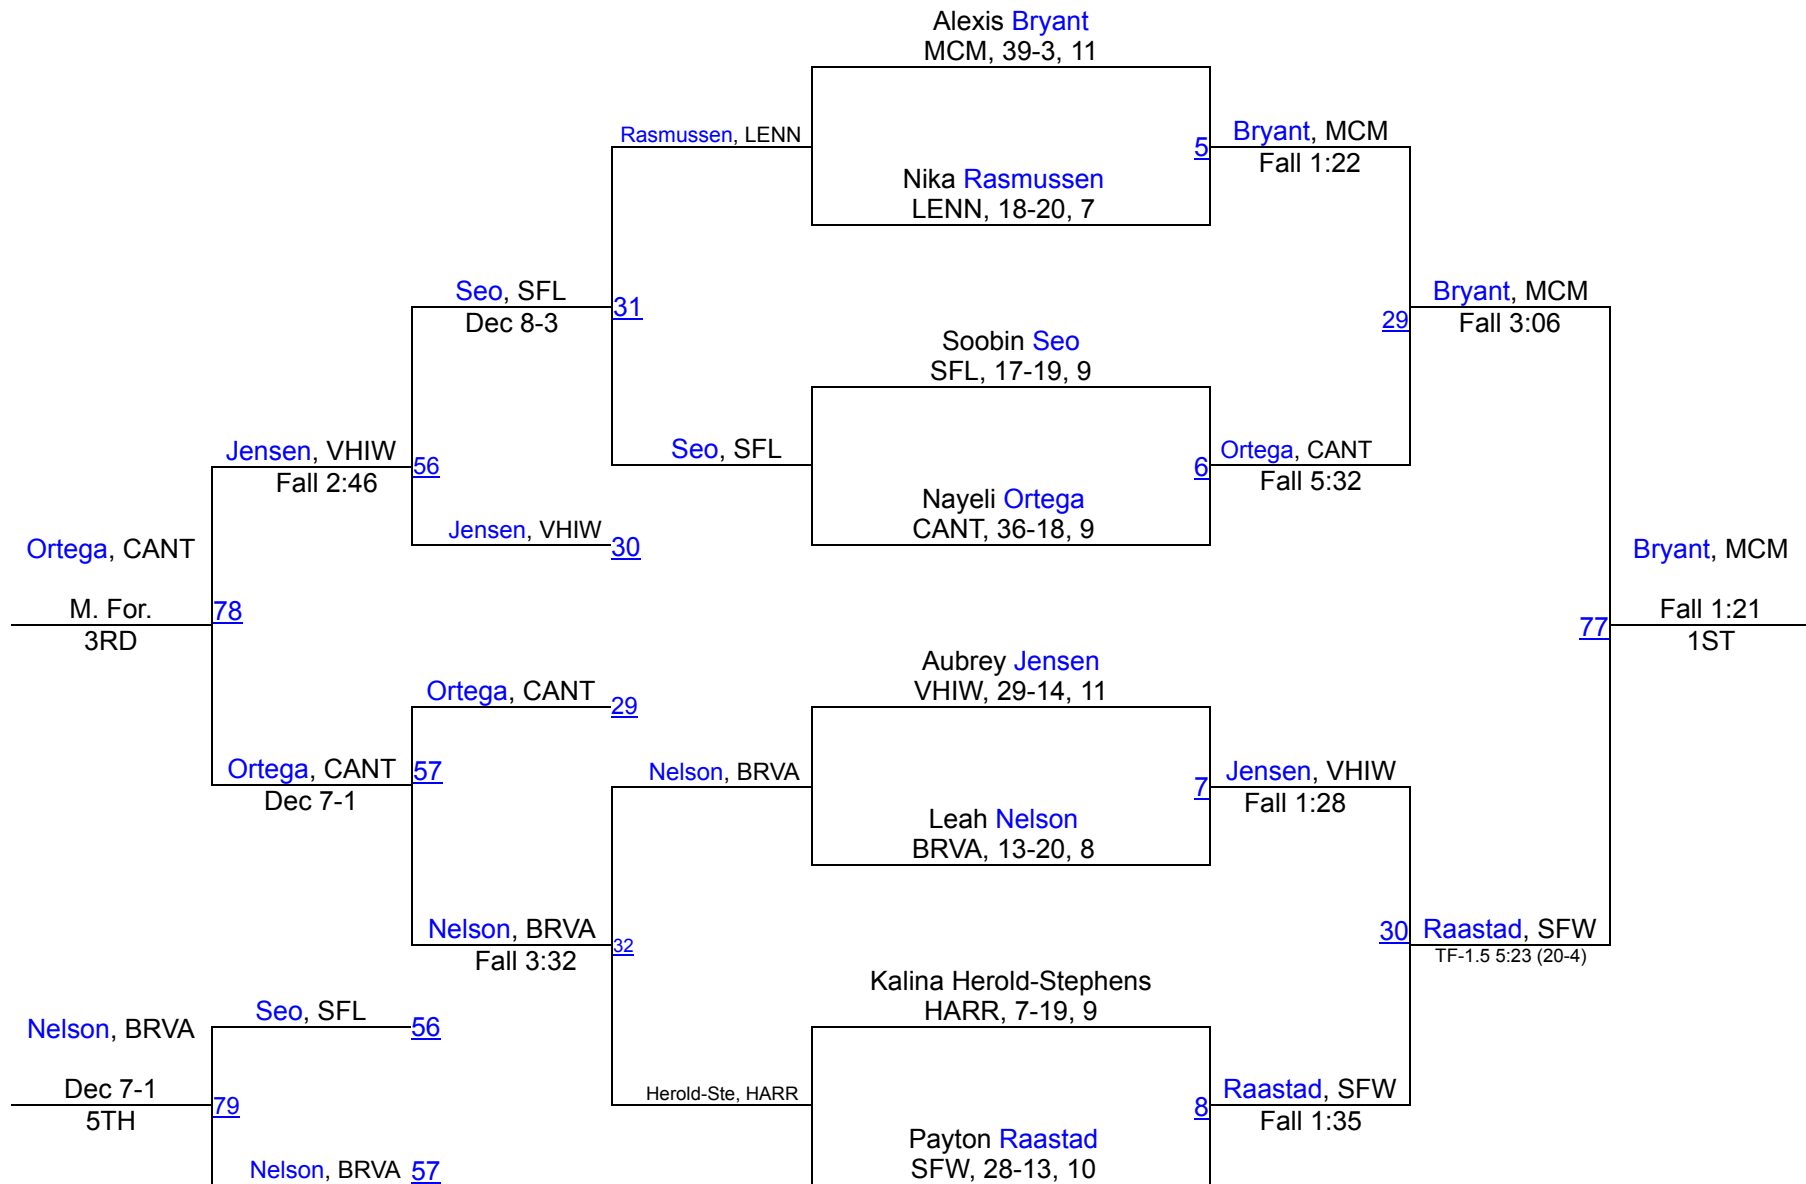 Alexis Bryant
MCM, 39-3, 11
Rasmussen, LENN
5
Bryant, MCM
Fall 1:22
Nika Rasmussen
LENN, 18-20, 7
Seo, SFL
Dec 8-3
31
Bryant, MCM
Fall 3:06
29
Soobin Seo
SFL, 17-19, 9
Jensen, VHIW
Fall 2:46
56
Seo, SFL
6
Ortega, CANT
Fall 5:32
Nayeli Ortega
CANT, 36-18, 9
Jensen, VHIW
30
Ortega, CANT
M. For.
3RD
78
Bryant, MCM
Fall 1:21
1ST
77
Aubrey Jensen
VHIW, 29-14, 11
Ortega, CANT
29
Ortega, CANT
Dec 7-1
57
Nelson, BRVA
7
Jensen, VHIW
Fall 1:28
Leah Nelson
BRVA, 13-20, 8
Nelson, BRVA
Fall 3:32
32
30
Raastad, SFW
TF-1.5 5:23 (20-4)
Kalina Herold-Stephens
HARR, 7-19, 9
Seo, SFL
56
Nelson, BRVA
Dec 7-1
5TH
79
Herold-Ste, HARR
8
Raastad, SFW
Fall 1:35
Payton Raastad
SFW, 28-13, 10
Nelson, BRVA
57